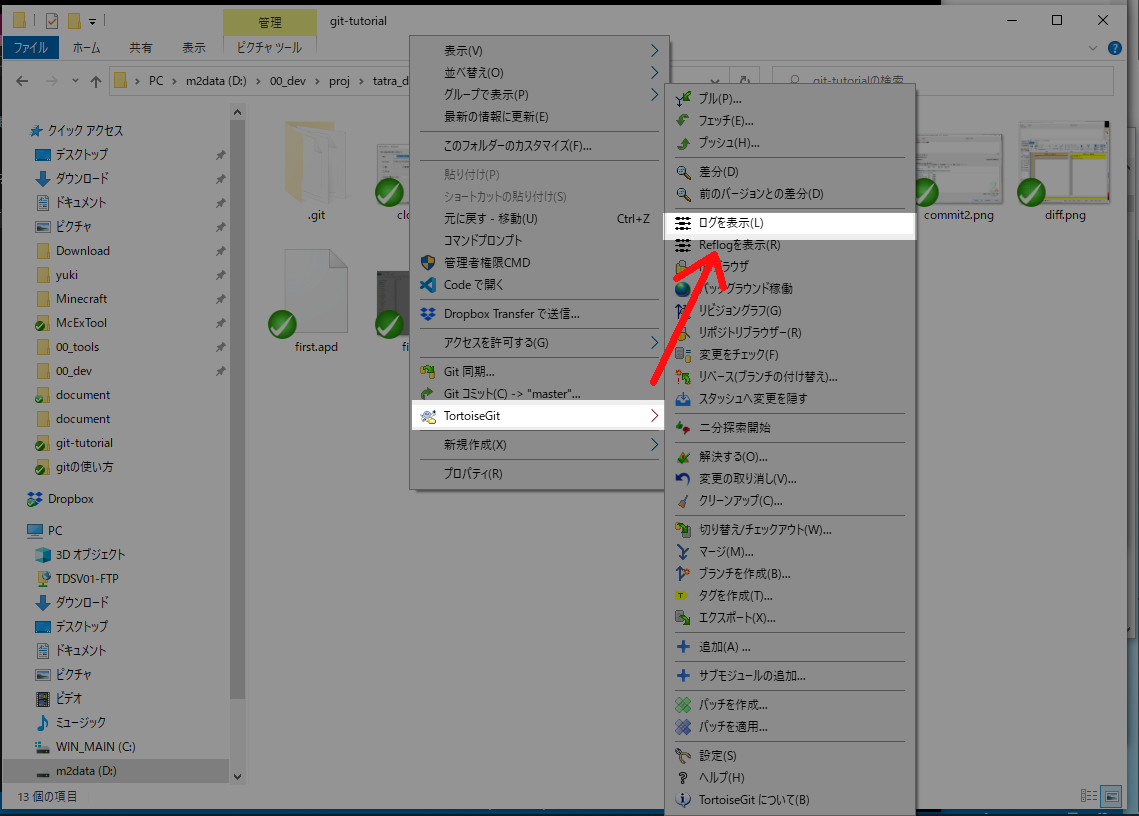 管理
git-tutorial
ファイル
ホーム
共有
表示
ピクチャ ツール
PC
m2data (D:)
00_dev
proj
tatra_d
git-tutorialの検索
クイック アクセス
デスクトップ
ダウンロード
ドキュメント
ピクチャ
Download
yuki
Minecraft
McExTool
00_tools
00_dev
document
document
git-tutorial
gitの使い方
Dropbox
PC
3D オブジェクト
TDSV01-FTP
ダウンロード
デスクトップ
ドキュメント
ピクチャ
ビデオ
ミュージック
WIN_MAIN (C:)
m2data (D:)
13 個の項目
.git
clo
commit2.png
diff.png
first.apd
fi
表示(V)
並べ替え(O)
グループで表示(P)
最新の情報に更新(E)
このフォルダーのカスタマイズ(F)...
貼り付け(P)
ショートカットの貼り付け(S)
元に戻す - 移動(U) Ctrl+Z
コマンドプロンプト
管理者権限CMD
Code で開く
Dropbox Transfer で送信...
アクセスを許可する(G)
Git 同期...
Git コミット(C) -> "master"...
TortoiseGit
新規作成(X)
プロパティ(R)
プル(P)...
フェッチ(E)...
プッシュ(H)...
差分(D)
前のバージョンとの差分(D)
ログを表示(L)
Reflogを表示(R)
ブラウザ
バックグラウンド稼働
リビジョングラフ(G)
リポジトリブラウザー(R)
変更をチェック(F)
リベース(ブランチの付け替え)...
スタッシュへ変更を隠す
二分探索開始
解決する(O)...
変更の取り消し(V)...
クリーンアップ(C)...
切り替え/チェックアウト(W)...
マージ(M)...
ブランチを作成(B)...
タグを作成(T)...
エクスポート(X)...
追加(A) ...
サブモジュールの追加...
パッチを作成...
パッチを適用...
設定(S)
ヘルプ(H)
TortoiseGit について(B)